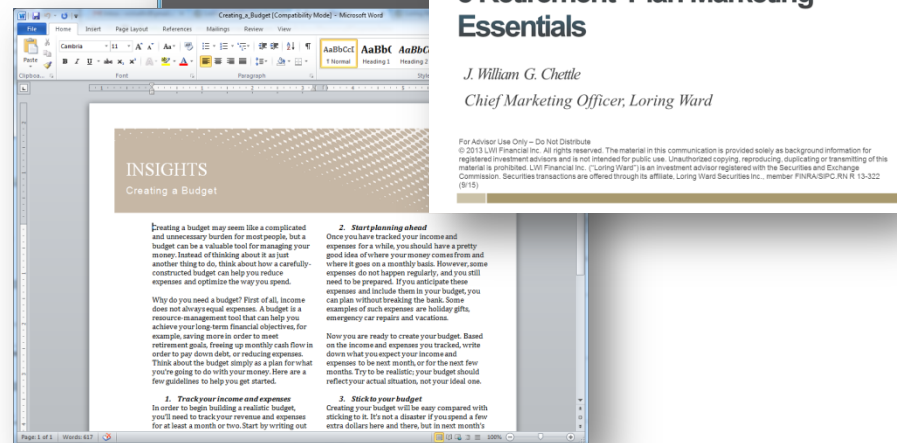 Creating_a_Budget [Compatibility Mode] - Microsoft Word
File Home Insert Page Layout References Mailings Review View
Cambria 11
Paste
B I U abc x₂ x²
AaBbCcI AaBbC AaBbC
¶ Normal Heading 1 Heading 2
Clipboa... Font Paragraph
INSIGHTS
Creating a Budget
Creating a budget may seem like a complicated
and unnecessary burden for most people, but a
budget can be a valuable tool for managing your
money. Instead of thinking about it as just
another thing to do, think about how a carefully-
constructed budget can help you reduce
expenses and optimize the way you spend.
Why do you need a budget? First of all, income
does not always equal expenses. A budget is a
resource-management tool that can help you
achieve your long-term financial objectives, for
example, saving more in order to meet
retirement goals, freeing up monthly cash flow in
order to pay down debt, or reducing expenses.
Think about the budget simply as a plan for what
you're going to do with your money. Here are a
few guidelines to help you get started.
1. Track your income and expenses
In order to begin building a realistic budget,
you'll need to track your revenue and expenses
for at least a month or two. Start by writing out
2. Start planning ahead
Once you have tracked your income and
expenses for a while, you should have a pretty
good idea of where your money comes from and
where it goes on a monthly basis. However, some
expenses do not happen regularly, and you still
need to be prepared. If you anticipate these
expenses and include them in your budget, you
can plan without breaking the bank. Some
examples of such expenses are holiday gifts,
emergency car repairs and vacations.
Now you are ready to create your budget. Based
on the income and expenses you tracked, write
down what you expect your income and
expenses to be next month, or for the next few
months. Try to be realistic; your budget should
reflect your actual situation, not your ideal one.
3. Stick to your budget
Creating your budget will be easy compared with
sticking to it. It's not a disaster if you spend a few
extra dollars here and there, but in next month's
Page: 1 of 1 Words: 617 100%
Retirement Plan Marketing
Essentials
J. William G. Chettle
Chief Marketing Officer, Loring Ward
For Advisor Use Only – Do Not Distribute
© 2013 LWI Financial Inc. All rights reserved. The material in this communication is provided solely as background information for
registered investment advisors and is not intended for public use. Unauthorized copying, reproducing, duplicating or transmitting of this
material is prohibited. LWI Financial Inc. ("Loring Ward") is an investment advisor registered with the Securities and Exchange
Commission. Securities transactions are offered through its affiliate, Loring Ward Securities Inc., member FINRA/SIPC. RN R 13-322
(9/15)